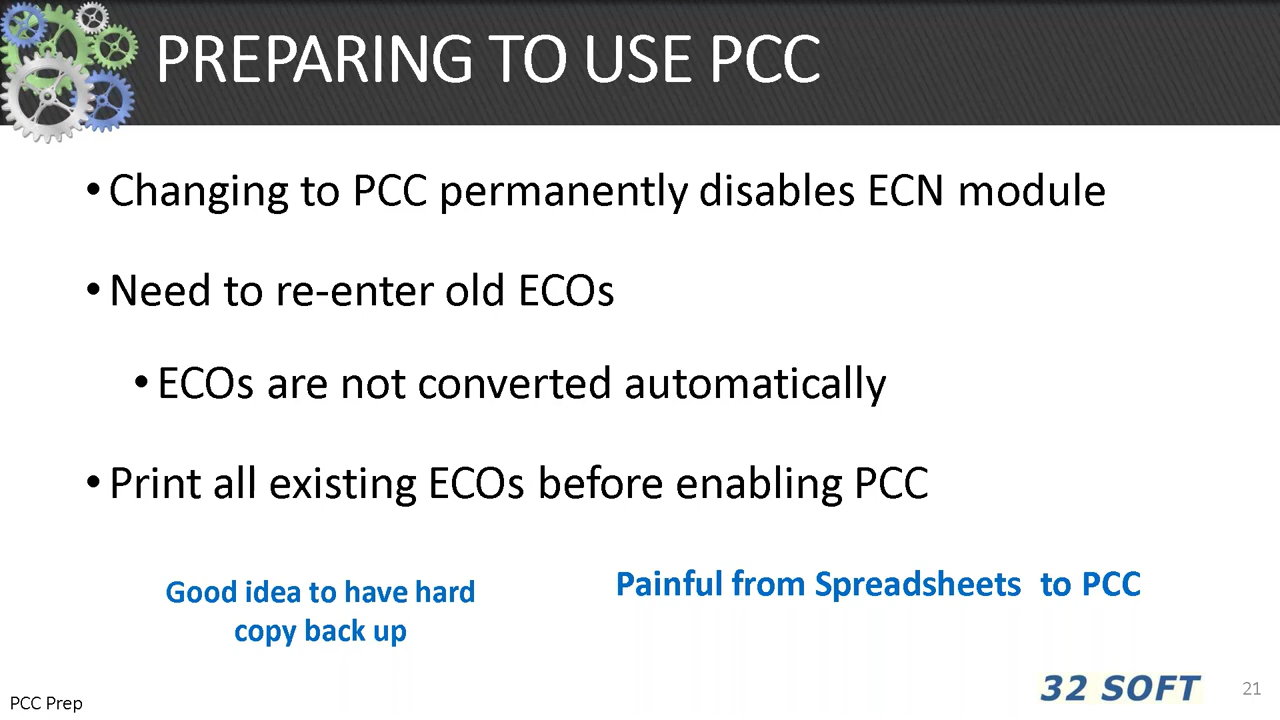 PREPARING TO USE PCC
• Changing to PCC permanently disables ECN module
• Need to re-enter old ECOs
• ECOs are not converted automatically
• Print all existing ECOs before enabling PCC
Good idea to have hard
copy back up
Painful from Spreadsheets to PCC
PCC Prep
32 SOFT
21